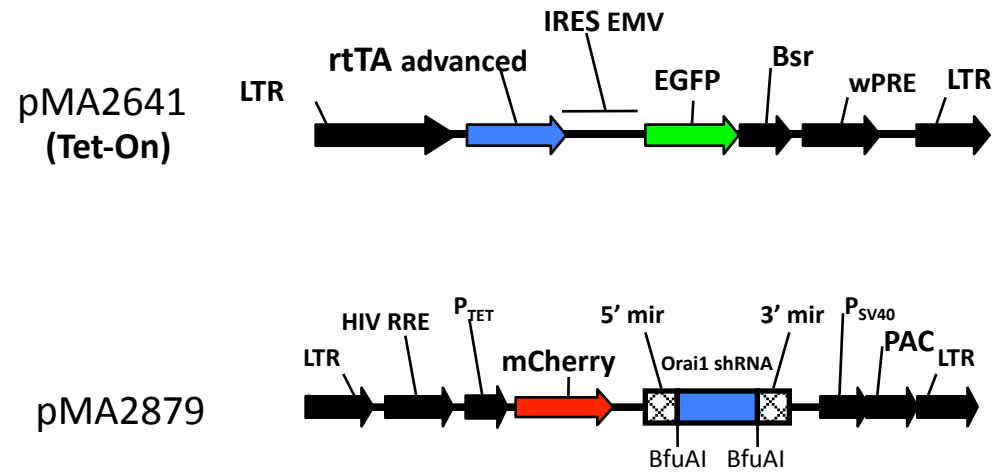 pMA2641
(Tet-On)
LTR
rtTA advanced
IRES EMV
EGFP
Bsr
wPRE
LTR
pMA2879
LTR
HIV RRE
PTET
mCherry
5’ mir
Orai1 shRNA
3’ mir
PSV40
PAC
LTR
BfuAI
BfuAI